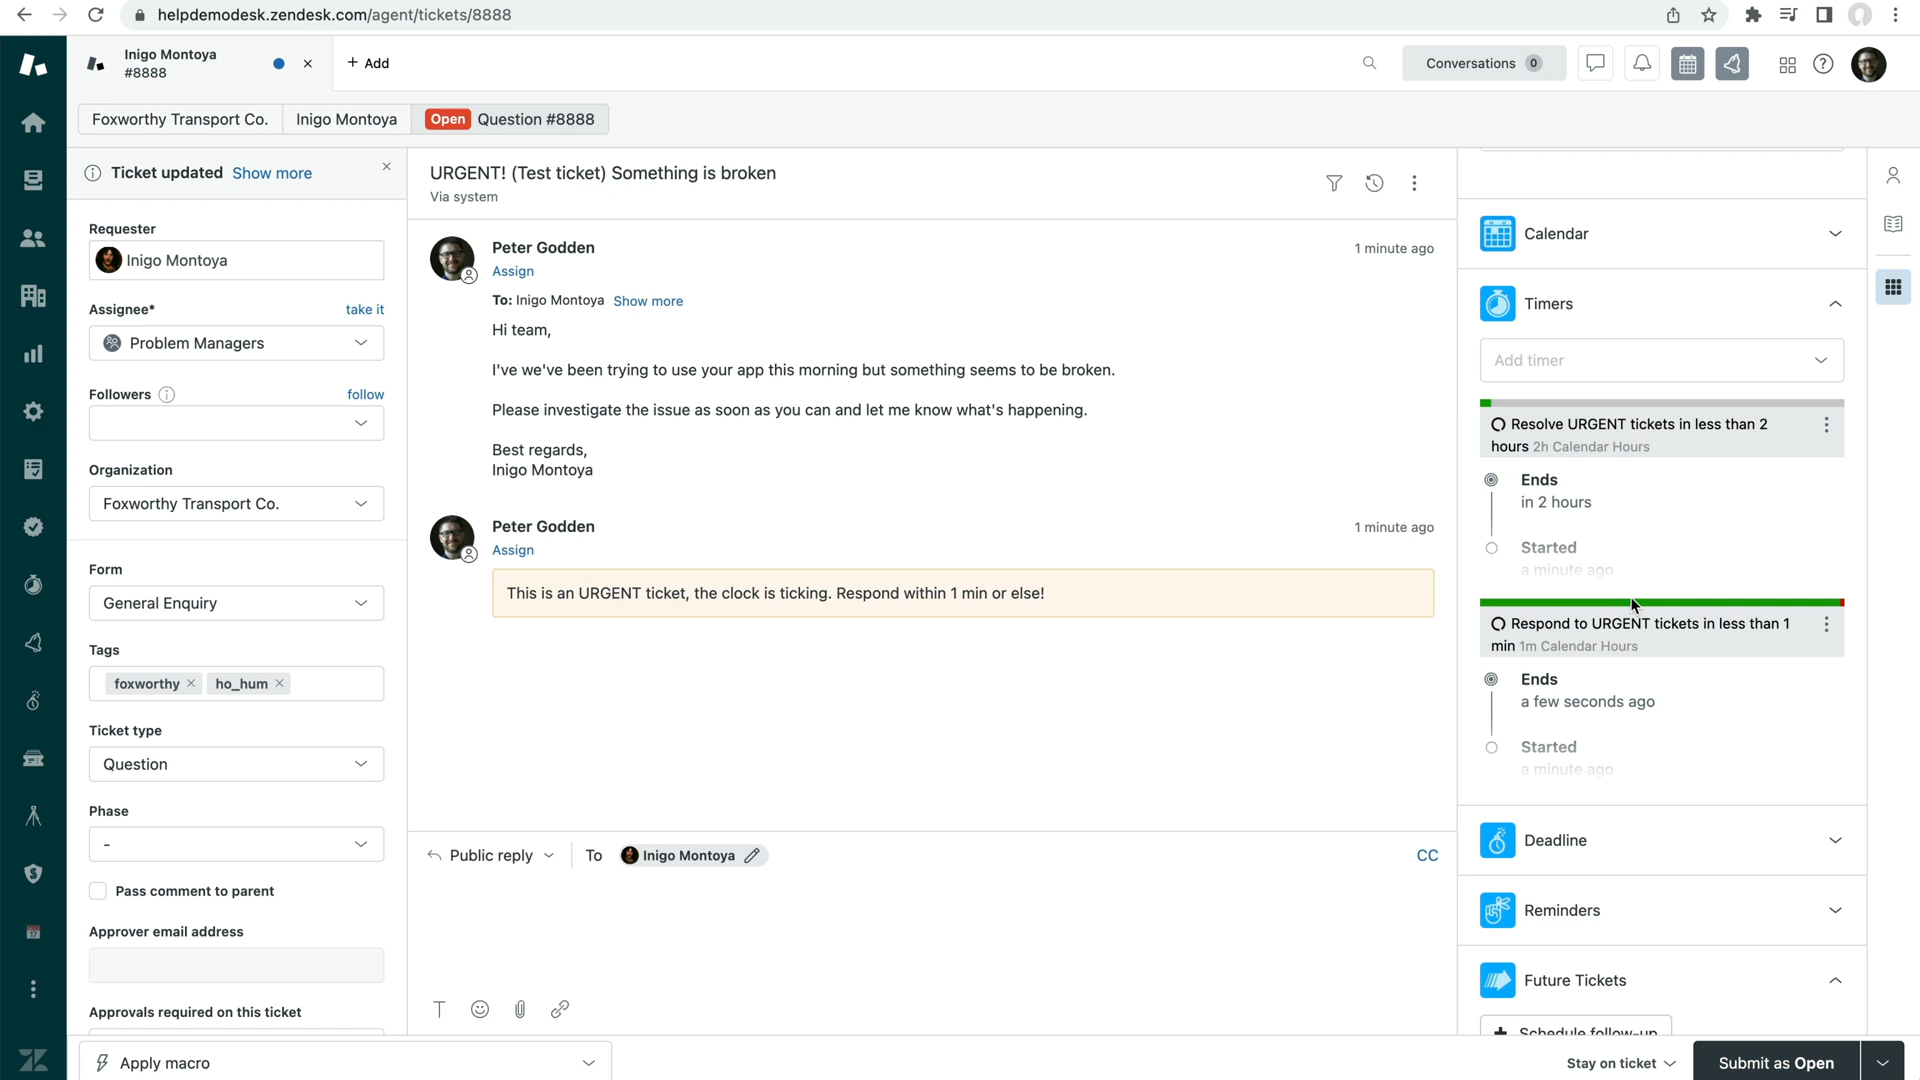 helpdemodesk.zendesk.com/agent/tickets/8888
Inigo Montoya
#8888
+ Add
Conversations 0
Foxworthy Transport Co.
Inigo Montoya
Open Question #8888
Ticket updated Show more
Requester
Inigo Montoya
Assignee* take it
Problem Managers
Followers follow
Organization
Foxworthy Transport Co.
Form
General Enquiry
Tags
foxworthy × ho_hum ×
Ticket type
Question
Phase
-
Pass comment to parent
Approver email address
Approvals required on this ticket
Apply macro
URGENT! (Test ticket) Something is broken
Via system
Peter Godden 1 minute ago
Assign
To: Inigo Montoya Show more
Hi team,
I've we've been trying to use your app this morning but something seems to be broken.
Please investigate the issue as soon as you can and let me know what's happening.
Best regards,
Inigo Montoya
Peter Godden 1 minute ago
Assign
This is an URGENT ticket, the clock is ticking. Respond within 1 min or else!
Public reply To Inigo Montoya CC
Calendar
Timers
Add timer
Resolve URGENT tickets in less than 2
hours 2h Calendar Hours
Ends
in 2 hours
Started
a minute ago
Respond to URGENT tickets in less than 1
min 1m Calendar Hours
Ends
a few seconds ago
Started
a minute ago
Deadline
Reminders
Future Tickets
+ Schedule follow-up
Stay on ticket
Submit as Open